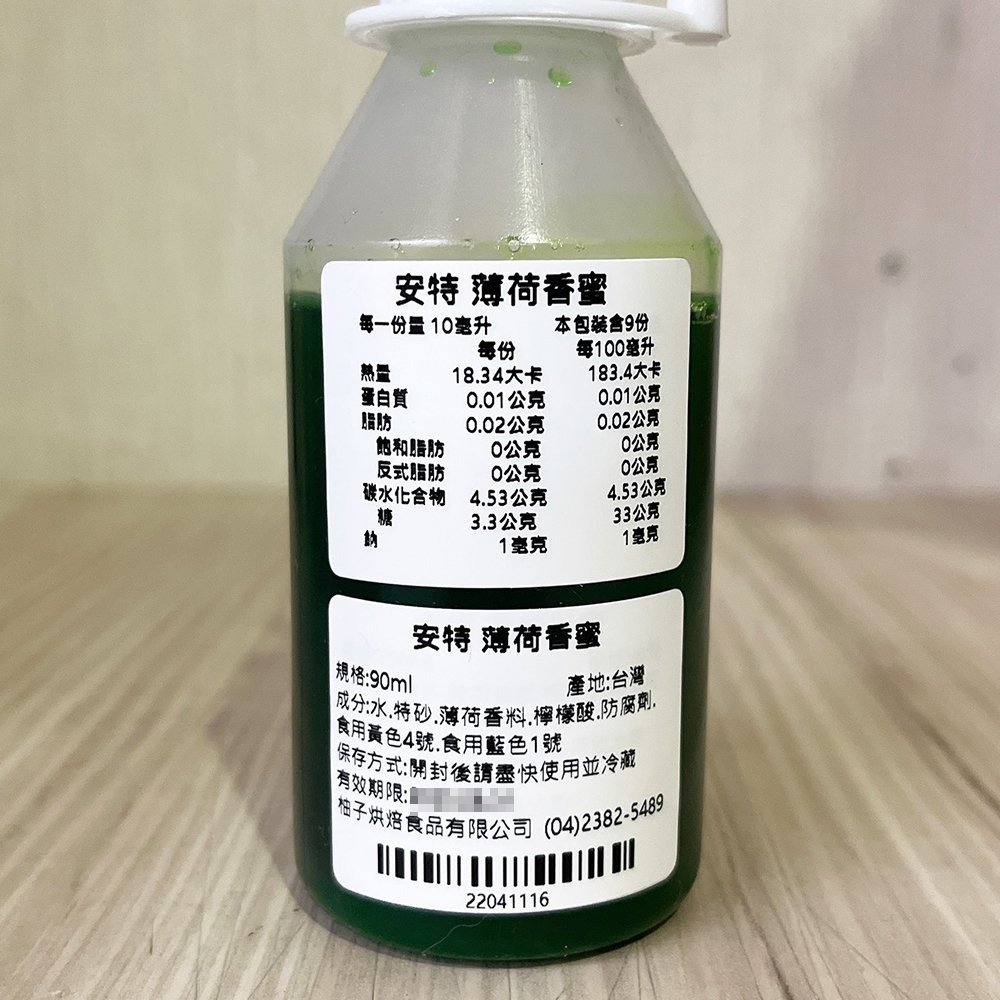 安特 薄荷香蜜
每一份量 10毫升 本包裝含9份
每份 每100毫升
熱量 18.34大卡 183.4大卡
蛋白質 0.01公克 0.01公克
脂肪 0.02公克 0.02公克
飽和脂肪 0公克 0公克
反式脂肪 0公克 0公克
碳水化合物 4.53公克 4.53公克
糖 3.3公克 33公克
鈉 1毫克 1毫克
安特 薄荷香蜜
規格:90ml 產地:台灣
成分:水.特砂.薄荷香料.檸檬酸.防腐劑.
食用黃色4號.食用藍色1號
保存方式:開封後請盡快使用並冷藏
有效期限:
柚子烘焙食品有限公司 (04)2382-5489
22041116